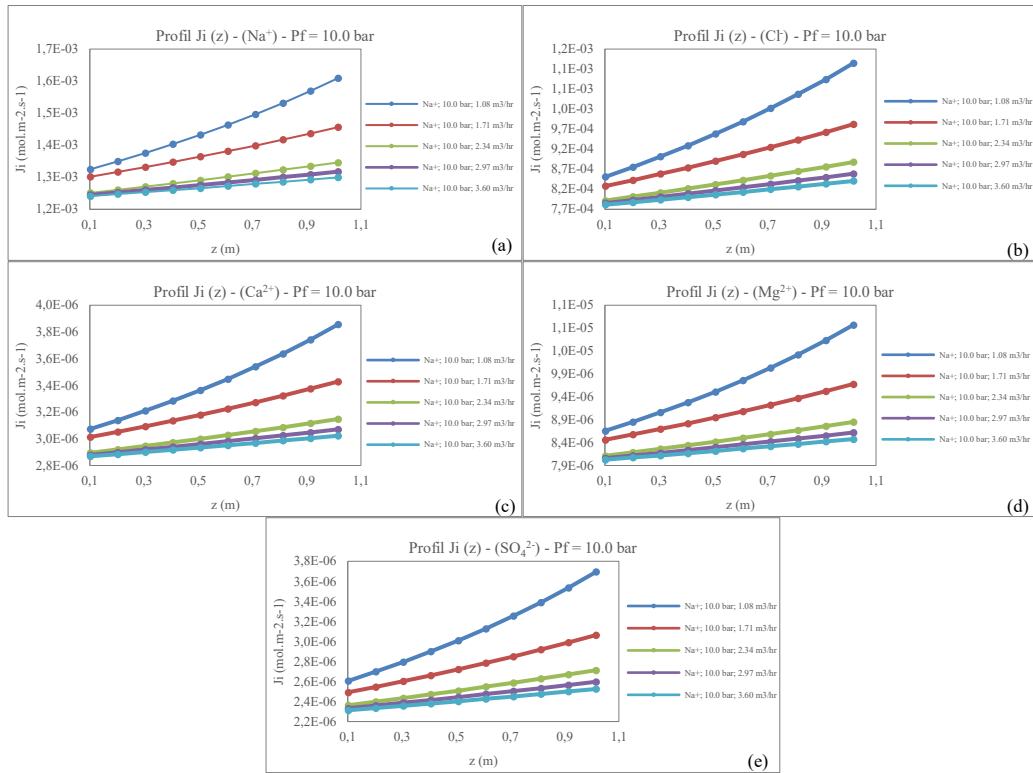 Profil Ji (z) - (Na⁺) - Pf = 10.0 bar
Ji (mol.m-2.s-1)
1,7E-03
1,6E-03
1,5E-03
1,4E-03
1,3E-03
1,2E-03
0,1 0,3 0,5 0,7 0,9 1,1
z (m)
Na+; 10.0 bar; 1.08 m3/hr
Na+; 10.0 bar; 1.71 m3/hr
Na+; 10.0 bar; 2.34 m3/hr
Na+; 10.0 bar; 2.97 m3/hr
Na+; 10.0 bar; 3.60 m3/hr
(a)
Profil Ji (z) - (Cl⁻) - Pf = 10.0 bar
Ji (mol.m-2.s-1)
1,2E-03
1,1E-03
1,1E-03
1,0E-03
9,7E-04
9,2E-04
8,7E-04
8,2E-04
7,7E-04
0,1 0,3 0,5 0,7 0,9 1,1
z (m)
Na+; 10.0 bar; 1.08 m3/hr
Na+; 10.0 bar; 1.71 m3/hr
Na+; 10.0 bar; 2.34 m3/hr
Na+; 10.0 bar; 2.97 m3/hr
Na+; 10.0 bar; 3.60 m3/hr
(b)
Profil Ji (z) - (Ca²⁺) - Pf = 10.0 bar
Ji (mol.m-2.s-1)
4,0E-06
3,8E-06
3,6E-06
3,4E-06
3,2E-06
3,0E-06
2,8E-06
0,1 0,3 0,5 0,7 0,9 1,1
z (m)
Na+; 10.0 bar; 1.08 m3/hr
Na+; 10.0 bar; 1.71 m3/hr
Na+; 10.0 bar; 2.34 m3/hr
Na+; 10.0 bar; 2.97 m3/hr
Na+; 10.0 bar; 3.60 m3/hr
(c)
Profil Ji (z) - (Mg²⁺) - Pf = 10.0 bar
Ji (mol.m-2.s-1)
1,1E-05
1,1E-05
1,0E-05
9,9E-06
9,4E-06
8,9E-06
8,4E-06
7,9E-06
0,1 0,3 0,5 0,7 0,9 1,1
z (m)
Na+; 10.0 bar; 1.08 m3/hr
Na+; 10.0 bar; 1.71 m3/hr
Na+; 10.0 bar; 2.34 m3/hr
Na+; 10.0 bar; 2.97 m3/hr
Na+; 10.0 bar; 3.60 m3/hr
(d)
Profil Ji (z) - (SO₄²⁻) - Pf = 10.0 bar
Ji (mol.m-2.s-1)
3,8E-06
3,6E-06
3,4E-06
3,2E-06
3,0E-06
2,8E-06
2,6E-06
2,4E-06
2,2E-06
0,1 0,3 0,5 0,7 0,9 1,1
z (m)
Na+; 10.0 bar; 1.08 m3/hr
Na+; 10.0 bar; 1.71 m3/hr
Na+; 10.0 bar; 2.34 m3/hr
Na+; 10.0 bar; 2.97 m3/hr
Na+; 10.0 bar; 3.60 m3/hr
(e)